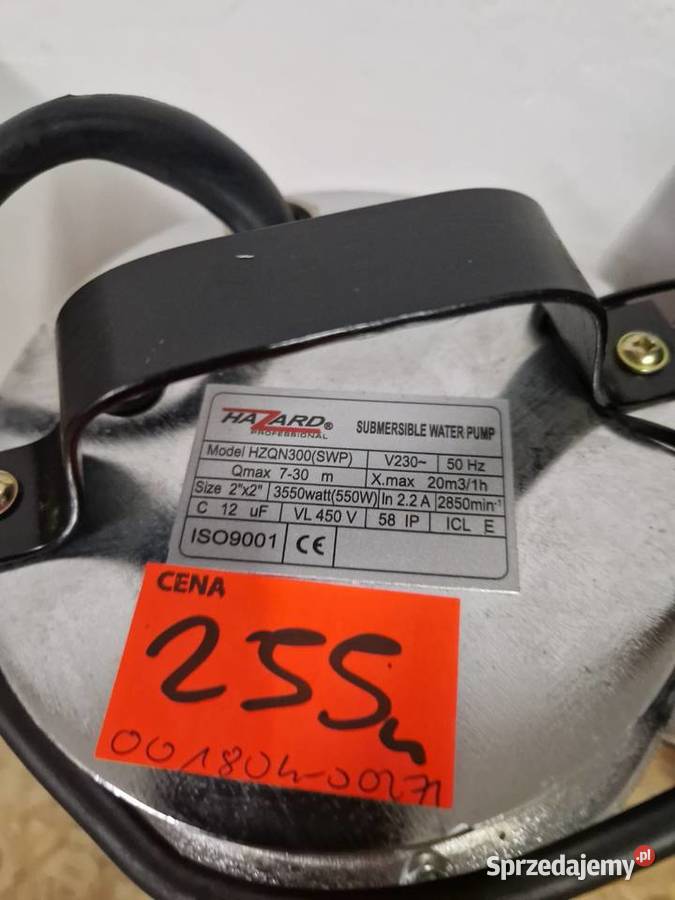 HAZARD®
PROFESSIONAL
SUBMERSIBLE WATER PUMP
Model HZQN300(SWP) V230~ 50 Hz
Qmax 7-30 m X.max 20m3/1h
Size 2"x2" 3550watt(550W) In 2.2 A 2850min-1
C 12 uF VL 450 V 58 IP ICL E
ISO9001 CE
CENA
255
Sprzedajemy.pl